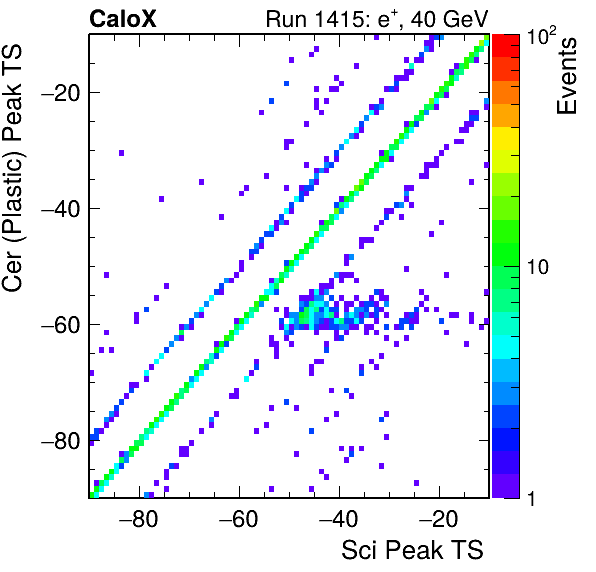 CaloX Run 1415: e⁺, 40 GeV
Cer (Plastic) Peak TS
−20
−40
−60
−80
−80 −60 −40 −20
Sci Peak TS
10²
10
1
Events